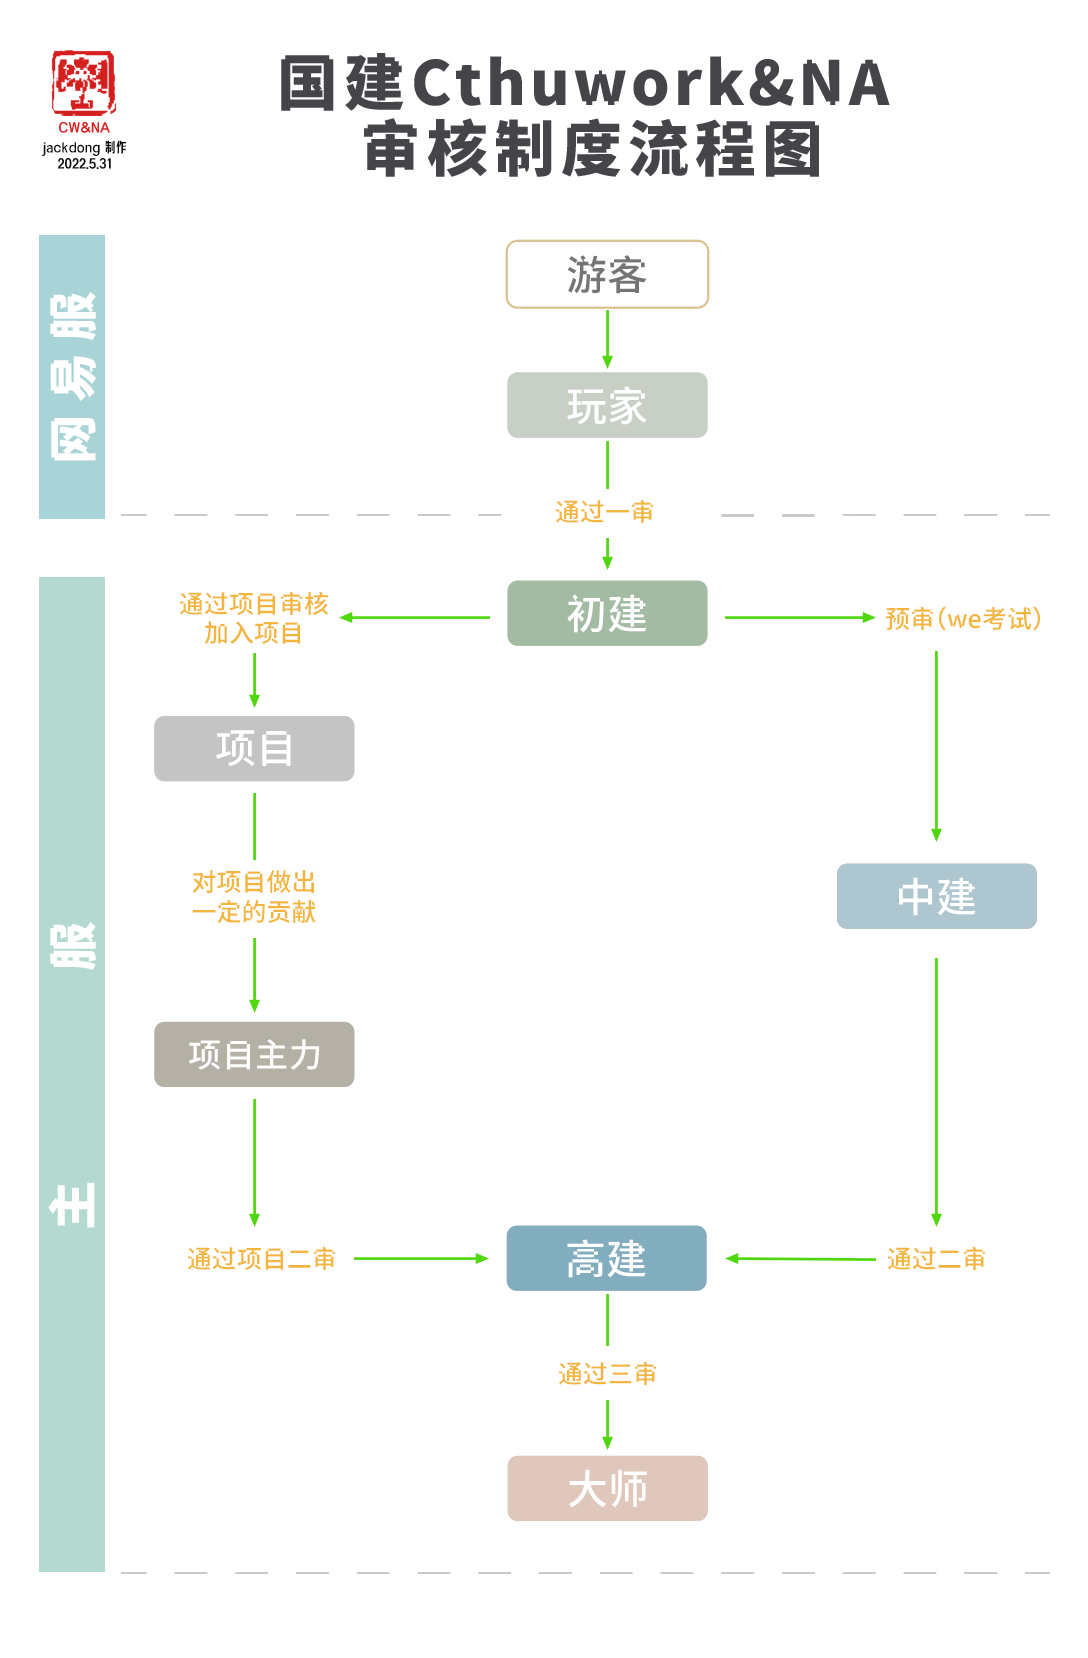 国建Cthuwork&NA
审核制度流程图
CW&NA
jackdong 制作
2022.5.31
网易服
游客
玩家
通过一审
主服
初建
通过项目审核
加入项目
预审(we考试)
项目
对项目做出
一定的贡献
中建
项目主力
通过项目二审
高建
通过二审
通过三审
大师